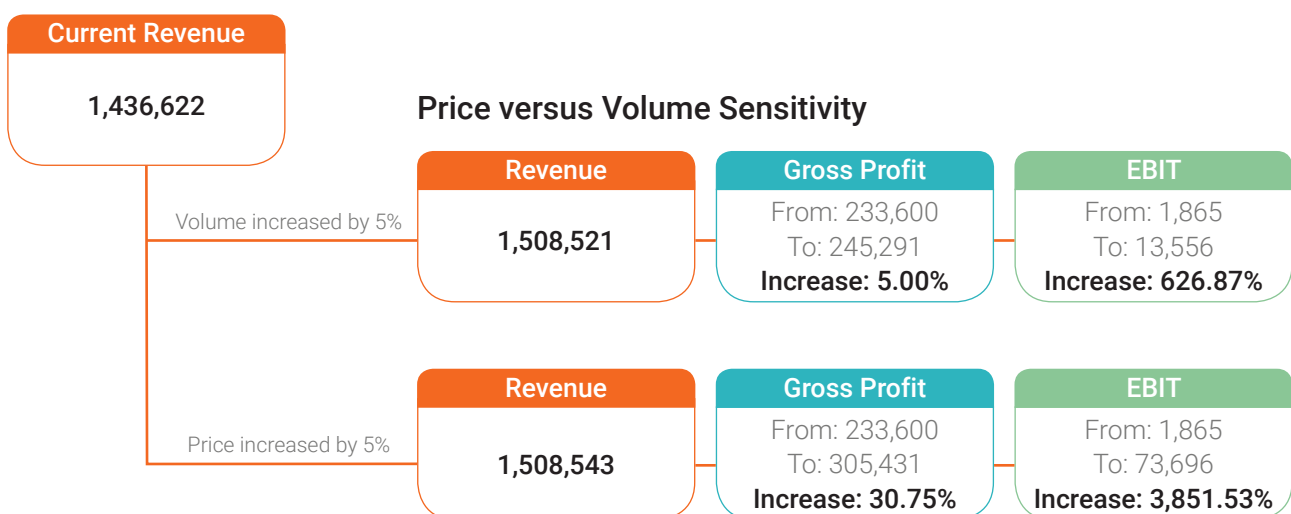 Current Revenue
1,436,622
Price versus Volume Sensitivity
Volume increased by 5%
Revenue
1,508,521
Gross Profit
From: 233,600
To: 245,291
Increase: 5.00%
EBIT
From: 1,865
To: 13,556
Increase: 626.87%
Price increased by 5%
Revenue
1,508,543
Gross Profit
From: 233,600
To: 305,431
Increase: 30.75%
EBIT
From: 1,865
To: 73,696
Increase: 3,851.53%